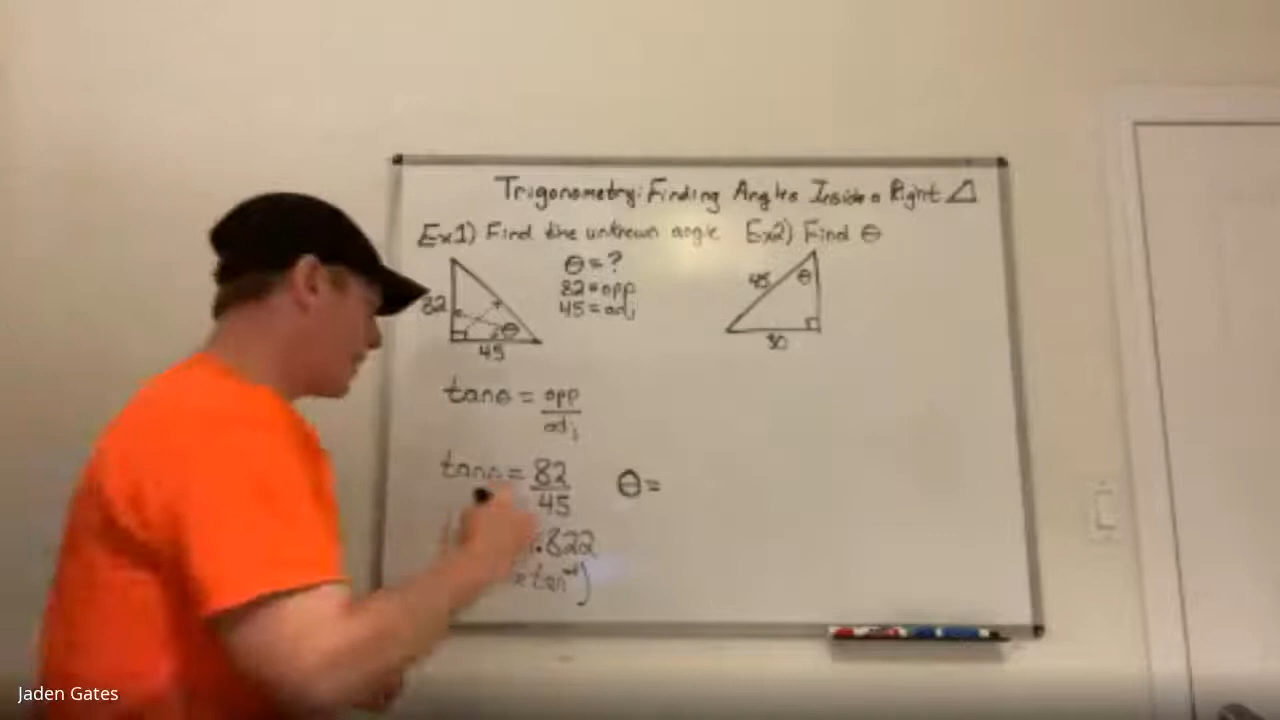 Trigonometry: Finding Angles Inside a Right △
Ex1) Find the unknown angle
θ = ?
82 = opp
45 = adj
82
θ
45
tanθ = opp
adj
tanθ = 82
45
θ =
.822
tan⁻¹)
Ex2) Find θ
45
θ
30
Jaden Gates